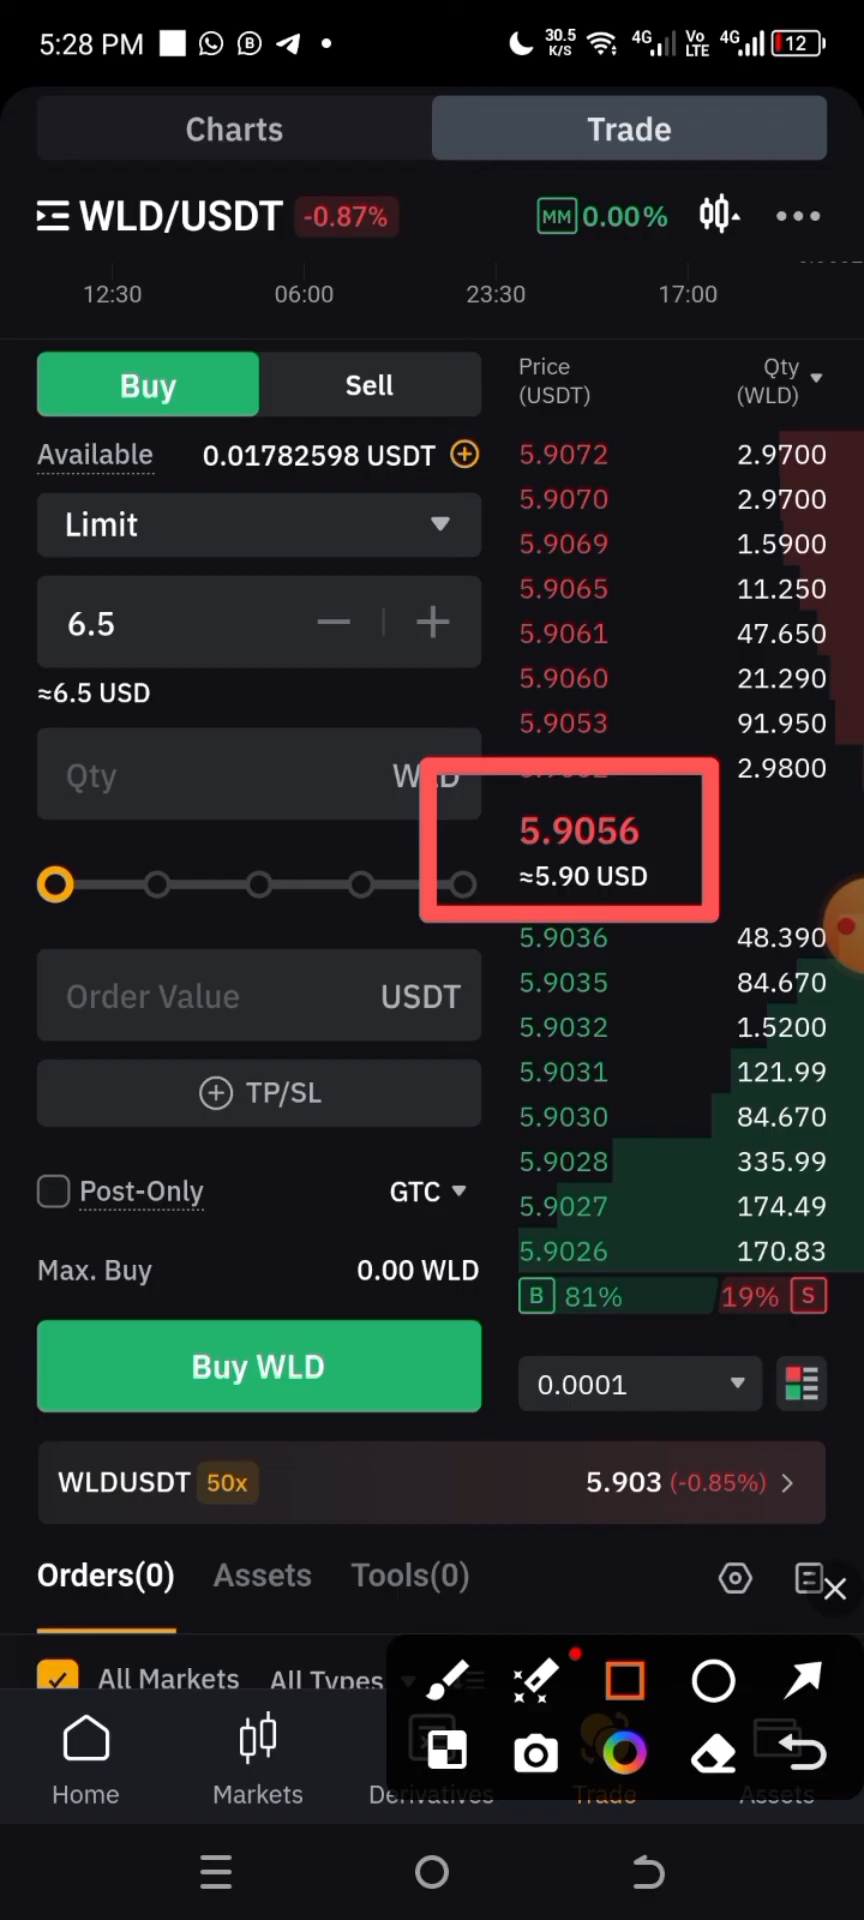 5:28 PM 30.5 K/S 4G Vo LTE 4G 12
Charts Trade
WLD/USDT -0.87% MM 0.00%
12:30 06:00 23:30 17:00
Buy Sell
Price (USDT) Qty (WLD)
Available 0.01782598 USDT
5.9072 2.9700
5.9070 2.9700
Limit
5.9069 1.5900
5.9065 11.250
6.5
5.9061 47.650
≈6.5 USD
5.9060 21.290
5.9053 91.950
Qty WLD
2.9800
5.9056
≈5.90 USD
5.9036 48.390
Order Value USDT
5.9035 84.670
5.9032 1.5200
TP/SL
5.9031 121.99
5.9030 84.670
Post-Only GTC
5.9028 335.99
5.9027 174.49
Max. Buy 0.00 WLD
5.9026 170.83
B 81% 19% S
Buy WLD
0.0001
WLDUSDT 50x 5.903 (-0.85%)
Orders(0) Assets Tools(0)
All Markets All Types
Home Markets Derivatives Trade Assets